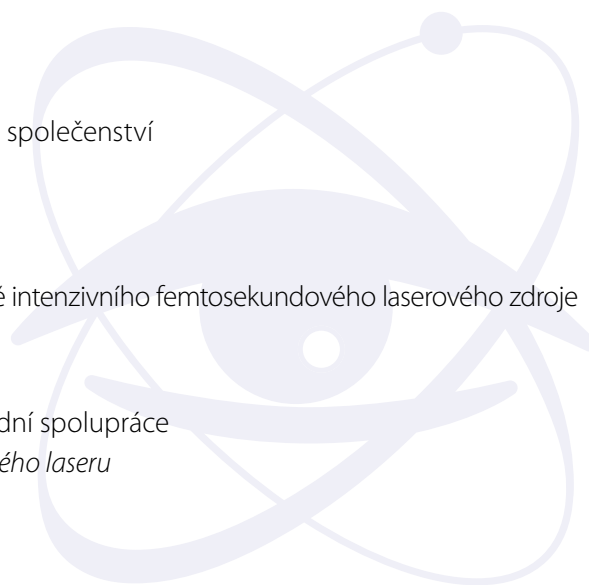 společenství
é intenzivního femtosekundového laserového zdroje
dní spolupráce
ého laseru